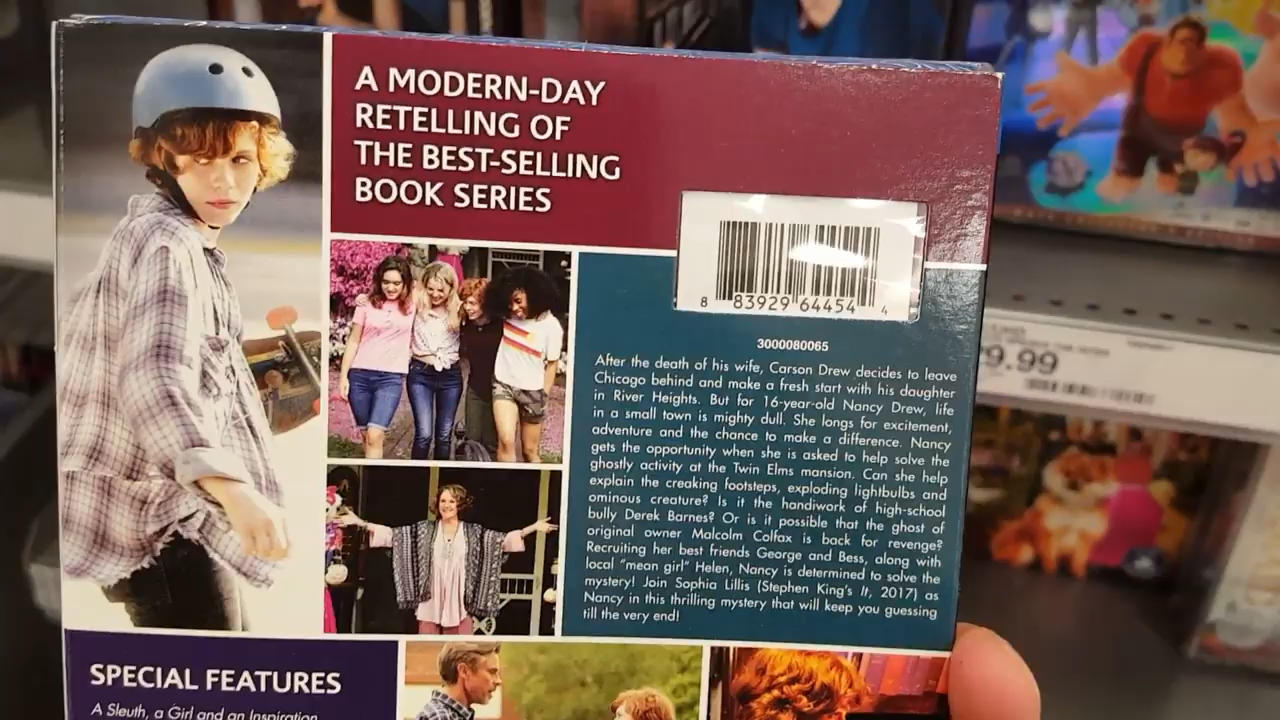 A MODERN-DAY
RETELLING OF
THE BEST-SELLING
BOOK SERIES
8 83929 64454 4
3000080065
After the death of his wife, Carson Drew decides to leave
Chicago behind and make a fresh start with his daughter
in River Heights. But for 16-year-old Nancy Drew, life
in a small town is mighty dull. She longs for excitement,
adventure and the chance to make a difference. Nancy
gets the opportunity when she is asked to help solve the
ghostly activity at the Twin Elms mansion. Can she help
explain the creaking footsteps, exploding lightbulbs and
ominous creature? Is it the handiwork of high-school
bully Derek Barnes? Or is it possible that the ghost of
original owner Malcolm Colfax is back for revenge?
Recruiting her best friends George and Bess, along with
local "mean girl" Helen, Nancy is determined to solve the
mystery! Join Sophia Lillis (Stephen King's It, 2017) as
Nancy in this thrilling mystery that will keep you guessing
till the very end!
SPECIAL FEATURES
A Sleuth, a Girl and an Inspiration
9.99